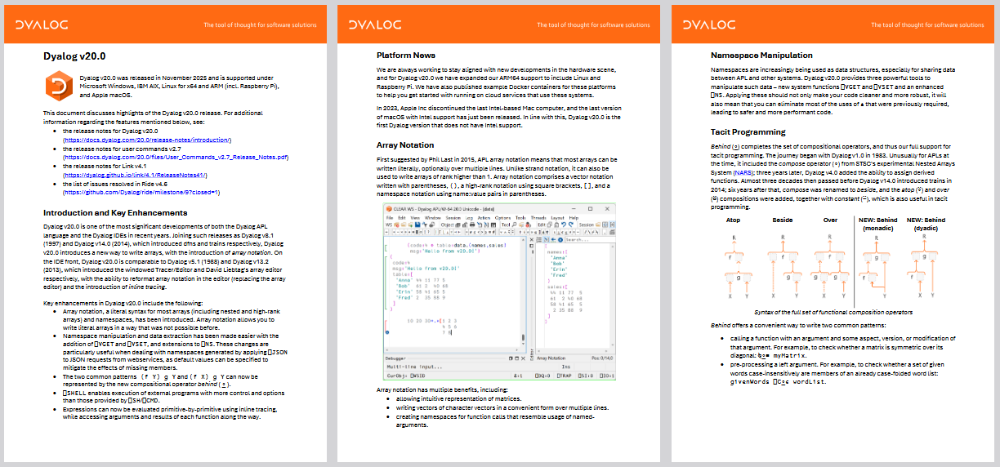 DYALOC
The tool of thought for software solutions
Dyalog v20.0
Dyalog v20.0 was released in November 2025 and is supported under
Microsoft Windows, IBM AIX, Linux for x64 and ARM (incl. Raspberry Pi),
and Apple macOS.
This document discusses highlights of the Dyalog v20.0 release. For additional
information regarding the features mentioned below, see:
• the release notes for Dyalog v20.0
(https://docs.dyalog.com/20.0/release-notes/introduction/)
• the release notes for user commands v2.7
(https://docs.dyalog.com/20.0/files/User_Commands_v2.7_Release_Notes.pdf)
• the release notes for Link v4.1
(https://dyalog.github.io/link/4.1/ReleaseNotes41/)
• the list of issues resolved in Ride v4.6
(https://github.com/Dyalog/ride/milestone/9?closed=1)
Introduction and Key Enhancements
Dyalog v20.0 is one of the most significant developments of both the Dyalog APL
language and the Dyalog IDEs in recent years. Joining such releases as Dyalog v8.1
(1997) and Dyalog v14.0 (2014), which introduced dfns and trains respectively, Dyalog
v20.0 introduces a new way to write arrays, with the introduction of array notation. On
the IDE front, Dyalog v20.0 is comparable to Dyalog v5.1 (1988) and Dyalog v13.2
(2013), which introduced the windowed Tracer/Editor and David Liebtag's array editor
respectively, with the ability to reformat array notation in the editor (replacing the array
editor) and the introduction of inline tracing.
Key enhancements in Dyalog v20.0 include the following:
• Array notation, a literal syntax for most arrays (including nested and high-rank
arrays) and namespaces, has been introduced. Array notation allows you to
write literal arrays in a way that was not possible before.
• Namespace manipulation and data extraction has been made easier with the
addition of ⎕VGET and ⎕VSET, and extensions to ⎕NS. These changes are
particularly useful when dealing with namespaces generated by applying ⎕JSON
to JSON requests from webservices, as default values can be specified to
mitigate the effects of missing members.
• The two common patterns (f Y) g Y and (f X) g Y can now be
represented by the new compositional operator behind (⍛).
• ⎕SHELL enables execution of external programs with more control and options
than those provided by ⎕SH/⎕CMD.
• Expressions can now be evaluated primitive-by-primitive using inline tracing,
while accessing arguments and results of each function along the way.
DYALOC
The tool of thought for software solutions
Platform News
We are always working to stay aligned with new developments in the hardware scene,
and for Dyalog v20.0 we have expanded our ARM64 support to include Linux and
Raspberry Pi. We have also published example Docker containers for these platforms
to help you get started with running on cloud services that use these systems.
In 2023, Apple Inc discontinued the last Intel-based Mac computer, and the last version
of macOS with Intel support has just been released. In line with this, Dyalog v20.0 is the
first Dyalog version that does not have Intel support.
Array Notation
First suggested by Phil Last in 2015, APL array notation means that most arrays can be
written literally, optionally over multiple lines. Unlike strand notation, it can also be
used to write arrays of rank higher than 1. Array notation comprises a vector notation
written with parentheses, (), a high-rank notation using square brackets, [], and a
namespace notation using name:value pairs in parentheses.
CLEAR WS - Dyalog APL/W-64 20.0 Unicode - [data]
File Edit View Window Session Log Action Options Tools Threads Layout Help
Search...
msg:'Hello from v20.0!')
(
code:⍬
msg:'Hello from v20.0!'
table:[
'Anna' 44 11 77 5
'Bob' 61 2 40 68
'Erin' 58 41 65 5
'Fred' 2 35 88 9
]
)
names:[
'Anna'
'Bob'
'Erin'
'Fred'
]
sales:[
44 11 77 5
61 2 40 68
58 41 65 5
2 35 88 9
]
4 5 6
Debugger
Editor
Array Notation
Pos: 0/14,0
Multi-line input...
Ins
CurObj: ⎕WSID
&:1
⎕DQ:0
⎕TRAP
⎕SI:0
⎕IO:1
Array notation has multiple benefits, including:
• allowing intuitive representation of matrices.
• writing vectors of character vectors in a convenient form over multiple lines.
• creating namespaces for function calls that resemble usage of named-
arguments.
DYALOC
The tool of thought for software solutions
Namespace Manipulation
Namespaces are increasingly being used as data structures, especially for sharing data
between APL and other systems. Dyalog v20.0 provides three powerful tools to
manipulate such data – new system functions ⎕VGET and ⎕VSET and an enhanced
⎕NS. Applying these should not only make your code cleaner and more robust, it will
also mean that you can eliminate most of the uses of ⍎ that were previously required,
leading to safer and more performant code.
Tacit Programming
Behind (⍛) completes the set of compositional operators, and thus our full support for
tacit programming. The journey began with Dyalog v1.0 in 1983. Unusually for APLs at
the time, it included the compose operator (∘) from STSC's experimental Nested Arrays
System (NARS); three years later, Dyalog v4.0 added the ability to assign derived
functions. Almost three decades then passed before Dyalog v14.0 introduced trains in
2014; six years after that, compose was renamed to beside, and the atop (⍤) and over
(⍥) compositions were added, together with constant (⍨), which is also useful in tacit
programming.
Atop Beside Over NEW: Behind (monadic) NEW: Behind (dyadic)
R R R R R
f f f g g
g g g g f f
X Y X Y X Y Y X Y
Syntax of the full set of functional composition operators
Behind offers a convenient way to write two common patterns:
• calling a function with an argument and some aspect, version, or modification of
that argument. For example, to check whether a matrix is symmetric over its
diagonal: ⍉⍛≡ myMatrix.
• pre-processing a left argument. For example, to check whether a set of given
words case-insensitively are members of an already case-folded word list:
givenWords ⎕C⍛∊ wordList.